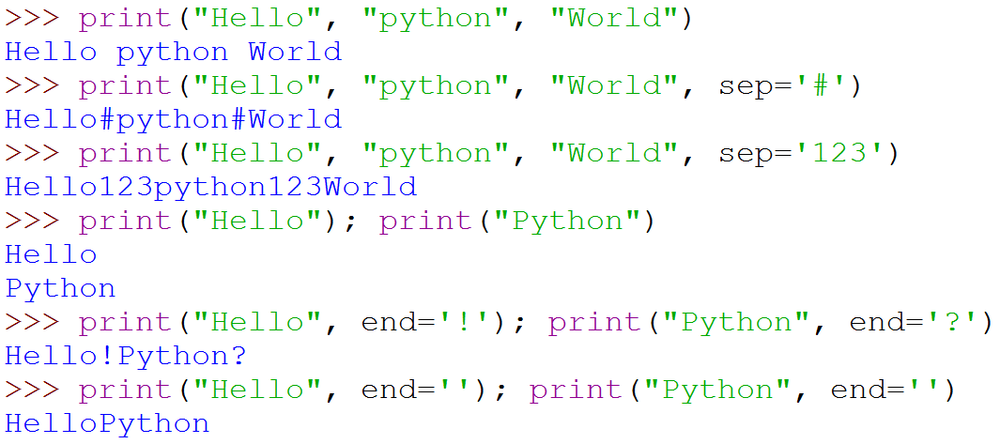 >>> print("Hello", "python", "World")
Hello python World
>>> print("Hello", "python", "World", sep='#')
Hello#python#World
>>> print("Hello", "python", "World", sep='123')
Hello123python123World
>>> print("Hello"); print("Python")
Hello
Python
>>> print("Hello", end='!'); print("Python", end='?')
Hello!Python?
>>> print("Hello", end=''); print("Python", end='')
HelloPython